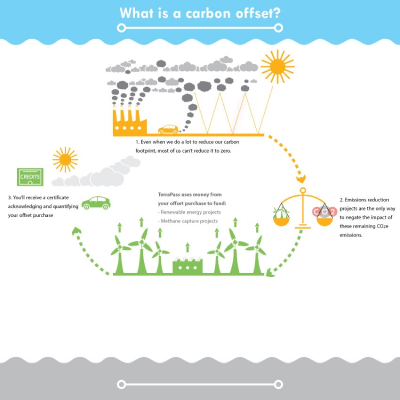 What is a carbon offset?
1. Even when we do a lot to reduce our carbon
footprint, most of us can't reduce it to zero.
CREDITS
3. You'll receive a certificate
acknowledging and quantifying
your offset purchase
TerraPass uses money from
your offset purchase to fund:
- Renewable energy projects
- Methane capture projects
2. Emissions reduction
projects are the only way
to negate the impact of
these remaining CO2e
emissions.